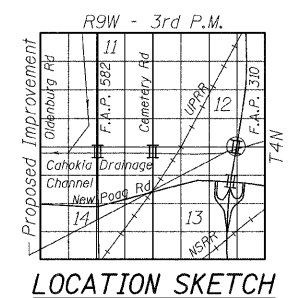 R9W - 3rd P.M.
Proposed Improvement
Oldenburg Rd
11
F.A.P. 582
Cemetery Rd
UPRR
12
F.A.P. 310
T4N
Cahokia Drainage
Channel
New Poag Rd
14
13
NSRR
LOCATION SKETCH